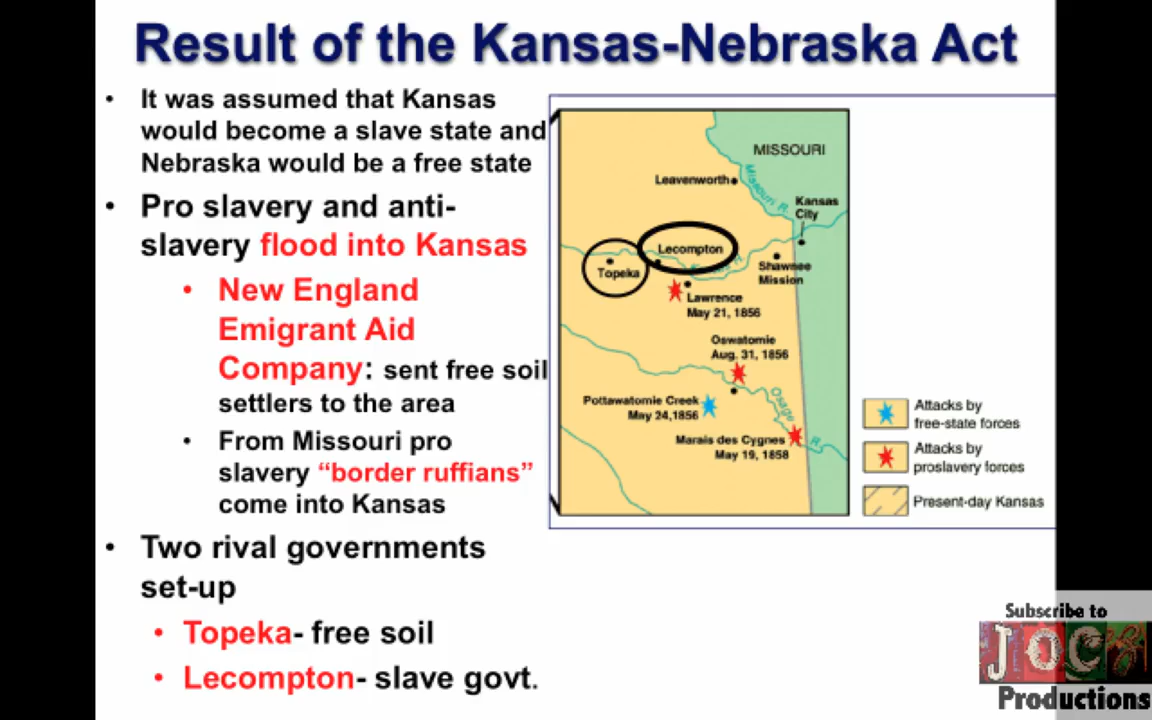 Result of the Kansas-Nebraska Act
• It was assumed that Kansas
would become a slave state and
Nebraska would be a free state
• Pro slavery and anti-
slavery flood into Kansas
• New England
Emigrant Aid
Company: sent free soil
settlers to the area
• From Missouri pro
slavery “border ruffians”
come into Kansas
• Two rival governments
set-up
• Topeka- free soil
• Lecompton- slave govt.
MISSOURI
Leavenworth
Missouri R.
Kansas
City
Lecompton
Topeka
Shawnee
Mission
Lawrence
May 21, 1856
Oswatomie
Aug. 31, 1856
Pottawatomie Creek
May 24,1856
Osage R.
Marais des Cygnes
May 19, 1858
Attacks by
free-state forces
Attacks by
proslavery forces
Present-day Kansas
Subscribe to
JOCZ
Productions